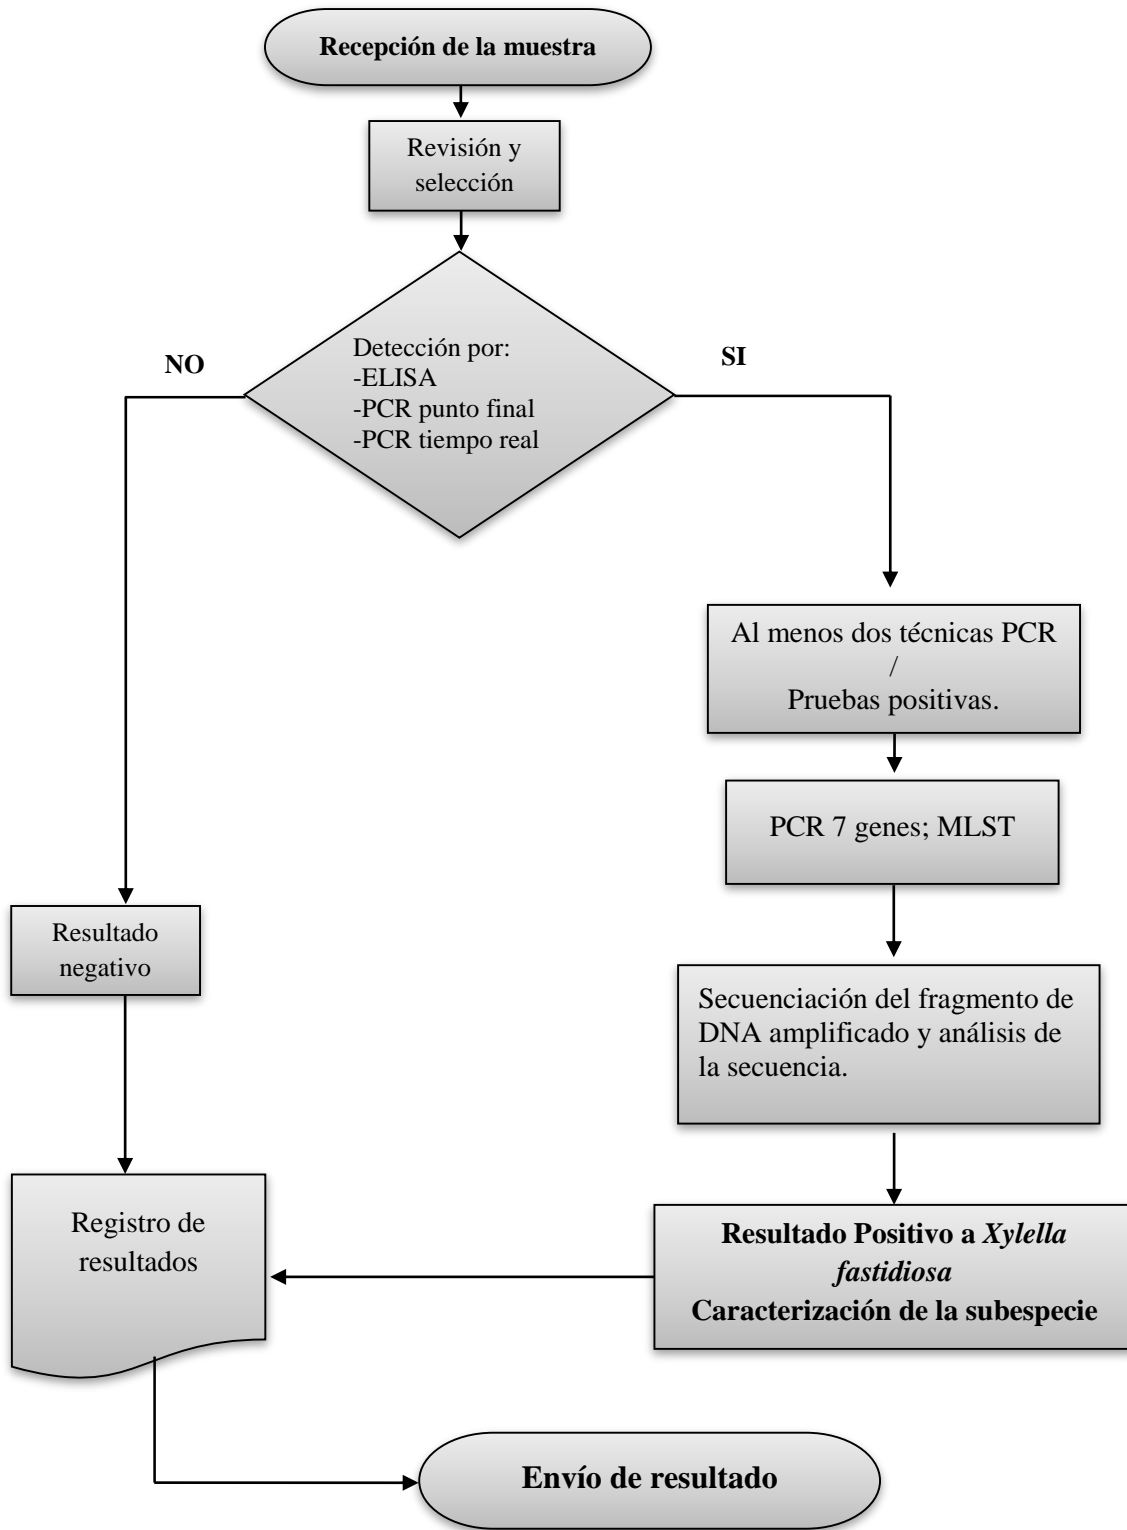 Recepción de la muestra
Revisión y
selección
NO
SI
Detección por:
-ELISA
-PCR punto final
-PCR tiempo real
Al menos dos técnicas PCR
/
Pruebas positivas.
PCR 7 genes; MLST
Resultado
negativo
Secuenciación del fragmento de
DNA amplificado y análisis de
la secuencia.
Registro de
resultados
Resultado Positivo a Xylella
fastidiosa
Caracterización de la subespecie
Envío de resultado